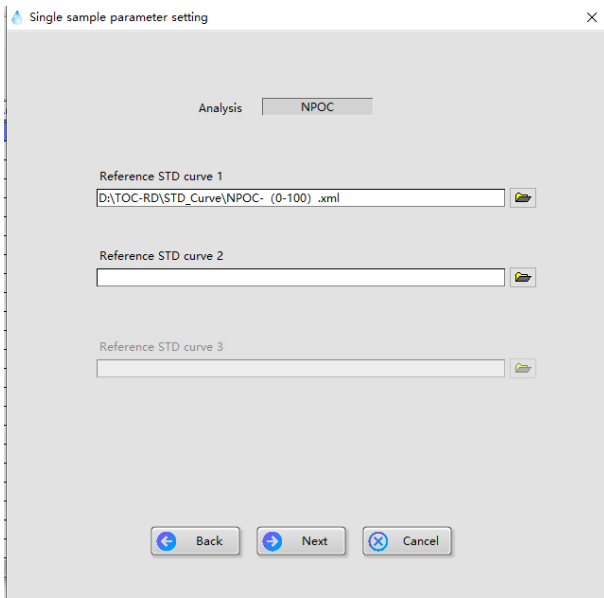 Single sample parameter setting
Analysis NPOC
Reference STD curve 1
D:\TOC-RD\STD_Curve\NPOC-（0-100）.xml
Reference STD curve 2
Reference STD curve 3
Back Next Cancel